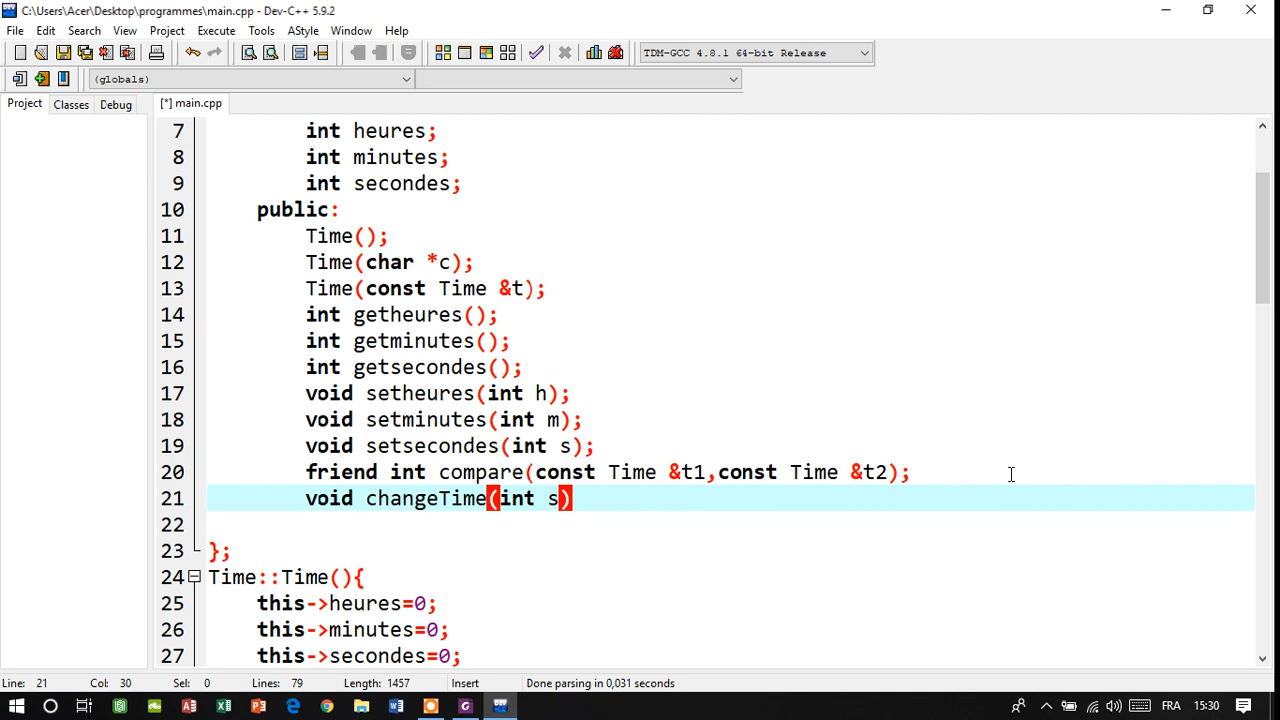 C:\Users\Acer\Desktop\programmes\main.cpp - Dev-C++ 5.9.2
File Edit Search View Project Execute Tools AStyle Window Help
TDM-GCC 4.8.1 64-bit Release
(globals)
Project Classes Debug [*] main.cpp
7 int heures;
8 int minutes;
9 int secondes;
10 public:
11 Time();
12 Time(char *c);
13 Time(const Time &t);
14 int getheures();
15 int getminutes();
16 int getsecondes();
17 void setheures(int h);
18 void setminutes(int m);
19 void setsecondes(int s);
20 friend int compare(const Time &t1,const Time &t2);
21 void changeTime(int s)
22
23 };
24 Time::Time(){
25 this->heures=0;
26 this->minutes=0;
27 this->secondes=0;
Line: 21 Col: 30 Sel: 0 Lines: 79 Length: 1457 Insert Done parsing in 0,031 seconds
FRA 15:30